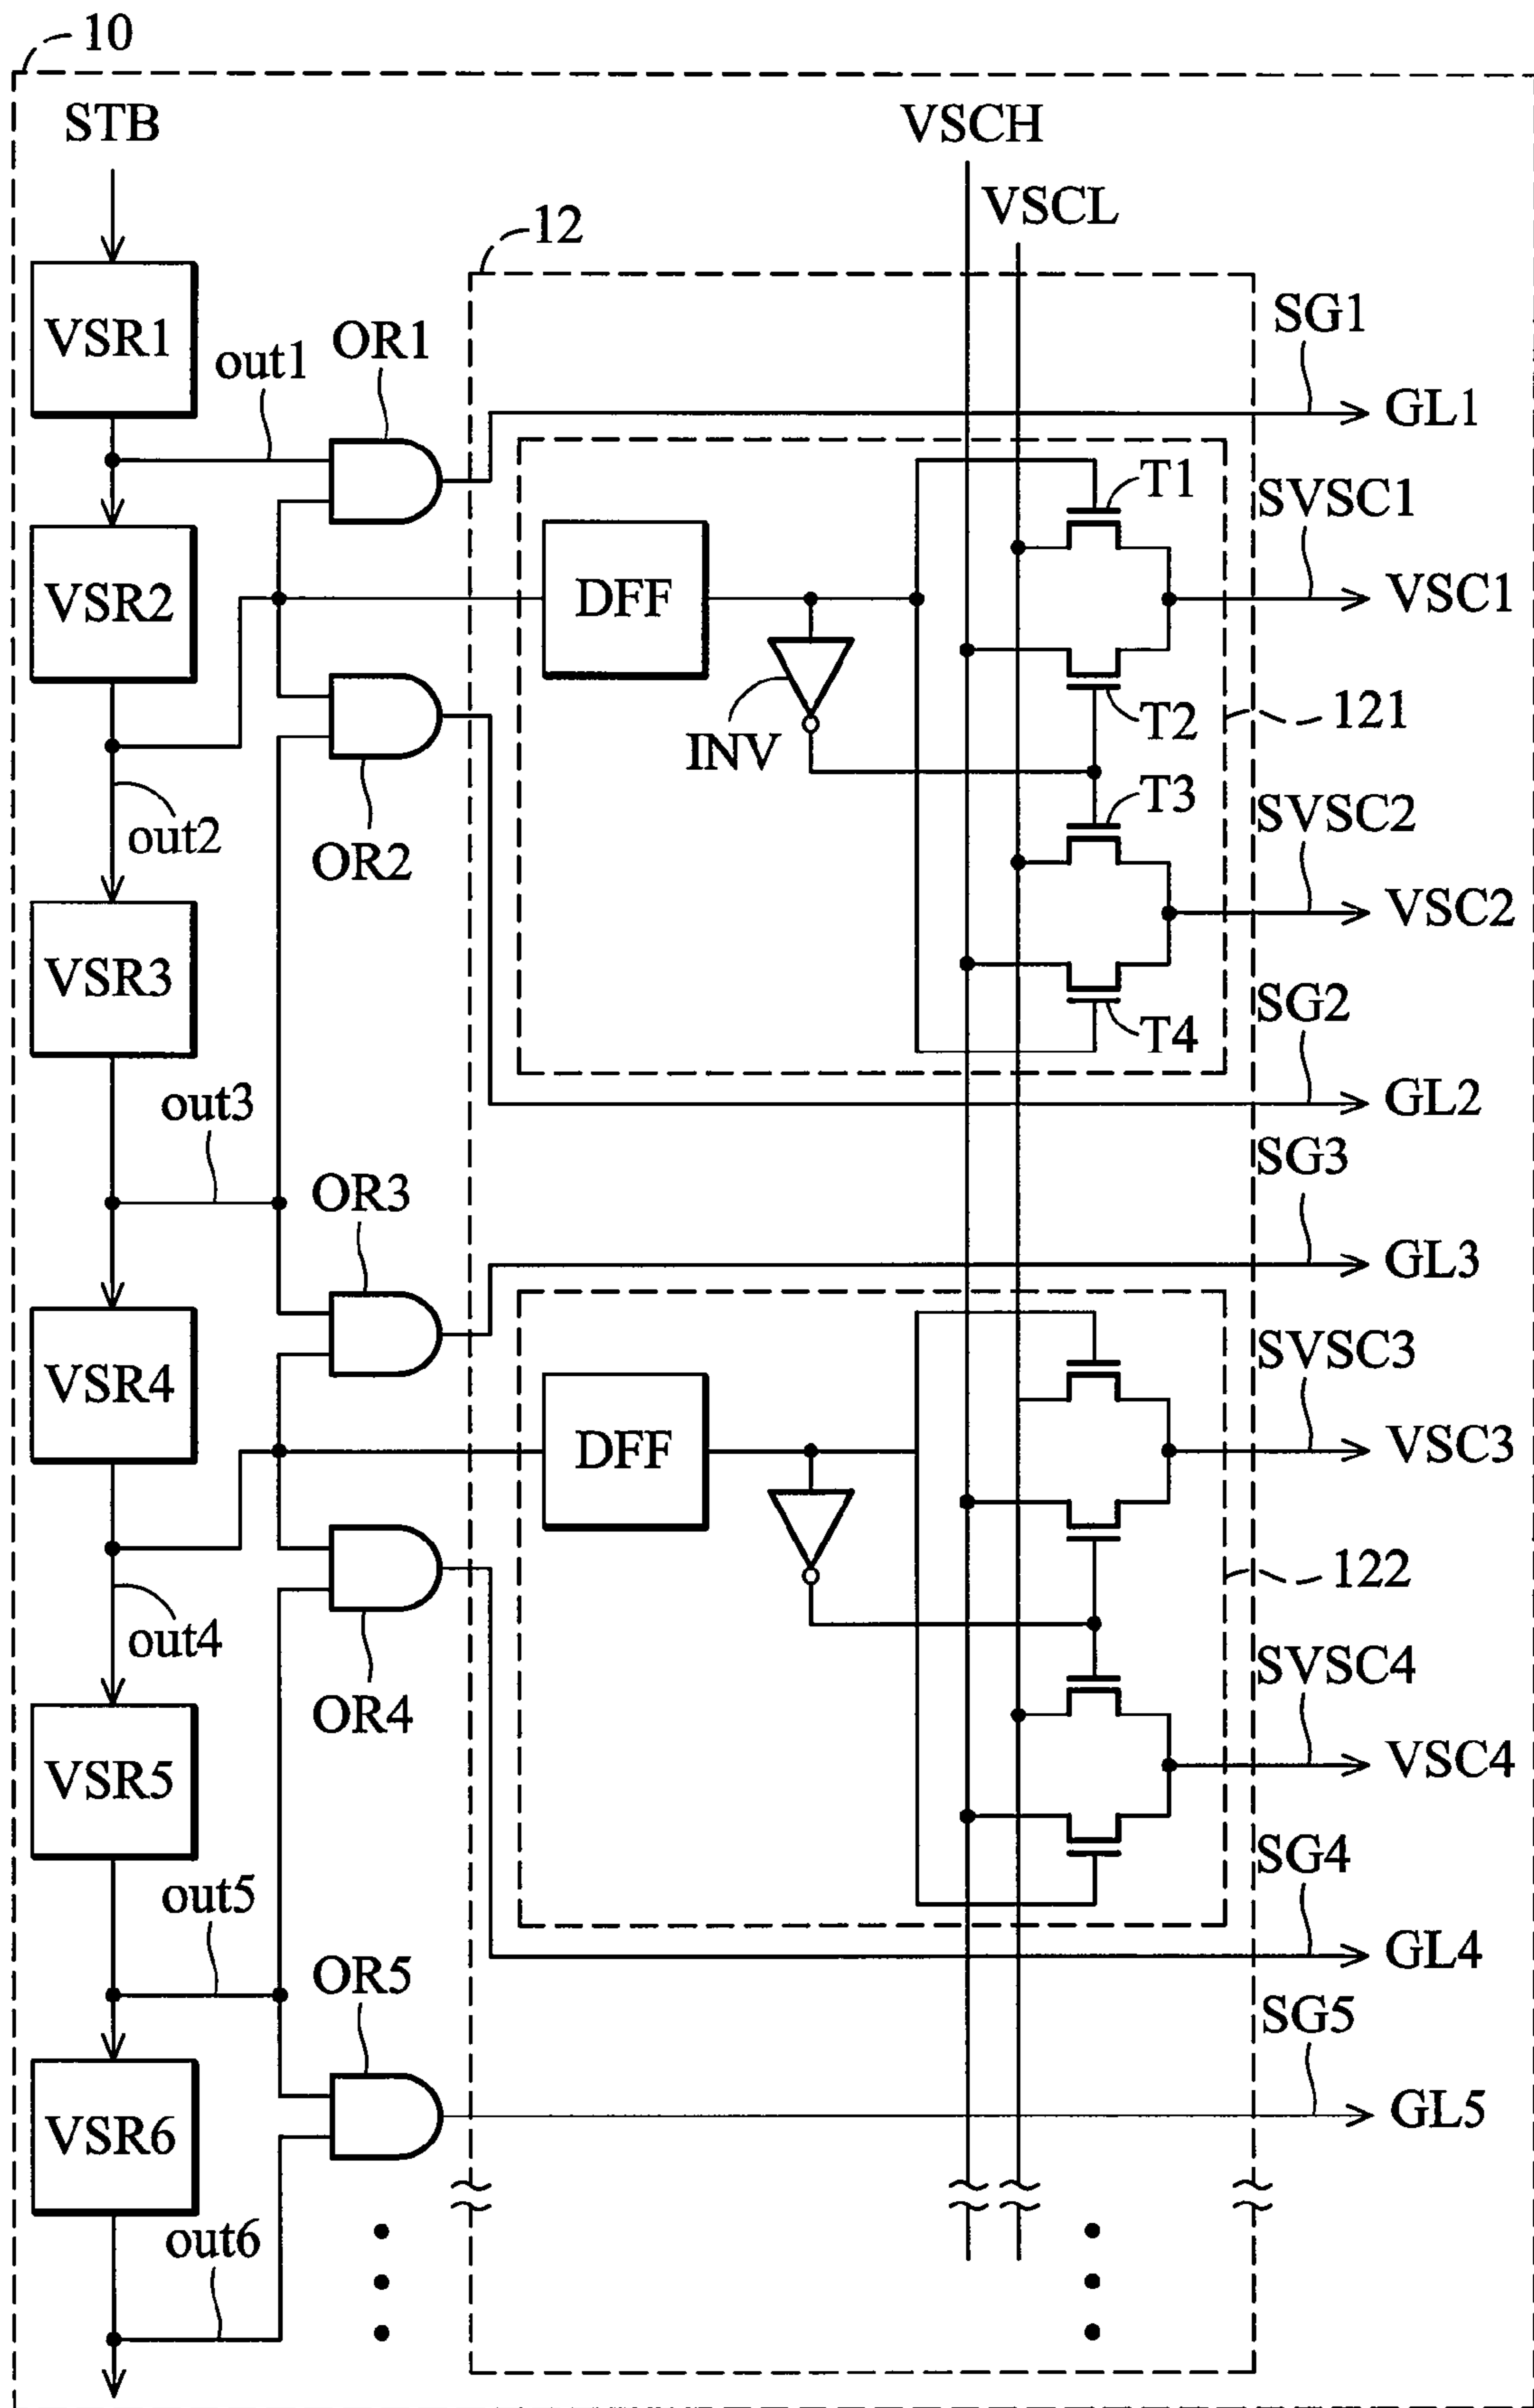 10
STB
VSCH
VSCL
12
SG1
VSR1
OR1
out1
GL1
T1
SVSC1
VSR2
DFF
VSC1
T2
121
INV
T3
SVSC2
out2
OR2
VSC2
VSR3
SG2
T4
out3
GL2
SG3
OR3
GL3
SVSC3
VSR4
DFF
VSC3
122
out4
SVSC4
OR4
VSC4
VSR5
SG4
out5
GL4
OR5
SG5
GL5
VSR6
out6